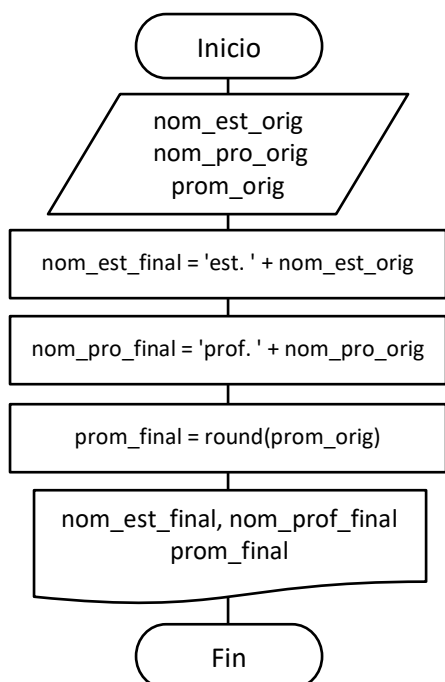 Inicio
nom_est_orig
nom_pro_orig
prom_orig
nom_est_final = 'est. ' + nom_est_orig
nom_pro_final = 'prof. ' + nom_pro_orig
prom_final = round(prom_orig)
nom_est_final, nom_prof_final
prom_final
Fin